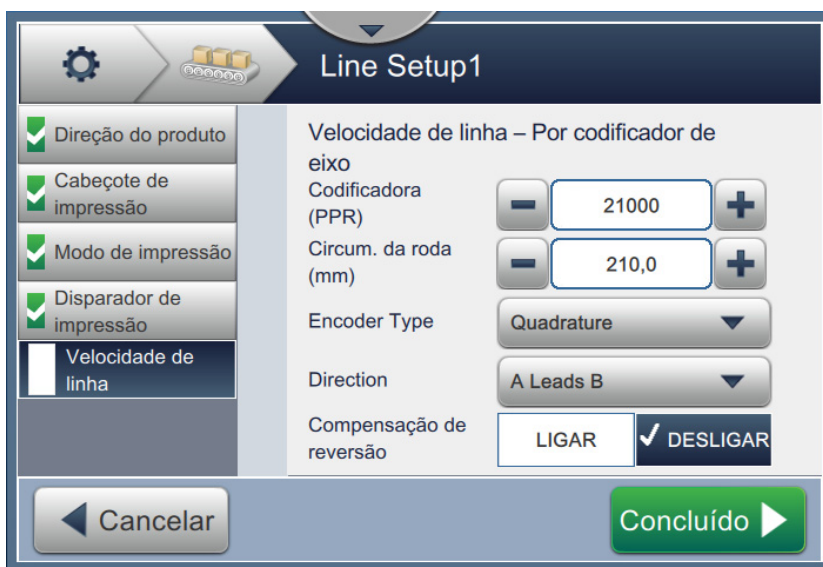 Line Setup1
Direção do produto
Cabeçote de
impressão
Modo de impressão
Disparador de
impressão
Velocidade de
linha
Velocidade de linha – Por codificador de
eixo
Codificadora
(PPR)
21000
Circum. da roda
(mm)
210,0
Encoder Type
Quadrature
Direction
A Leads B
Compensação de
reversão
LIGAR
DESLIGAR
Cancelar
Concluído